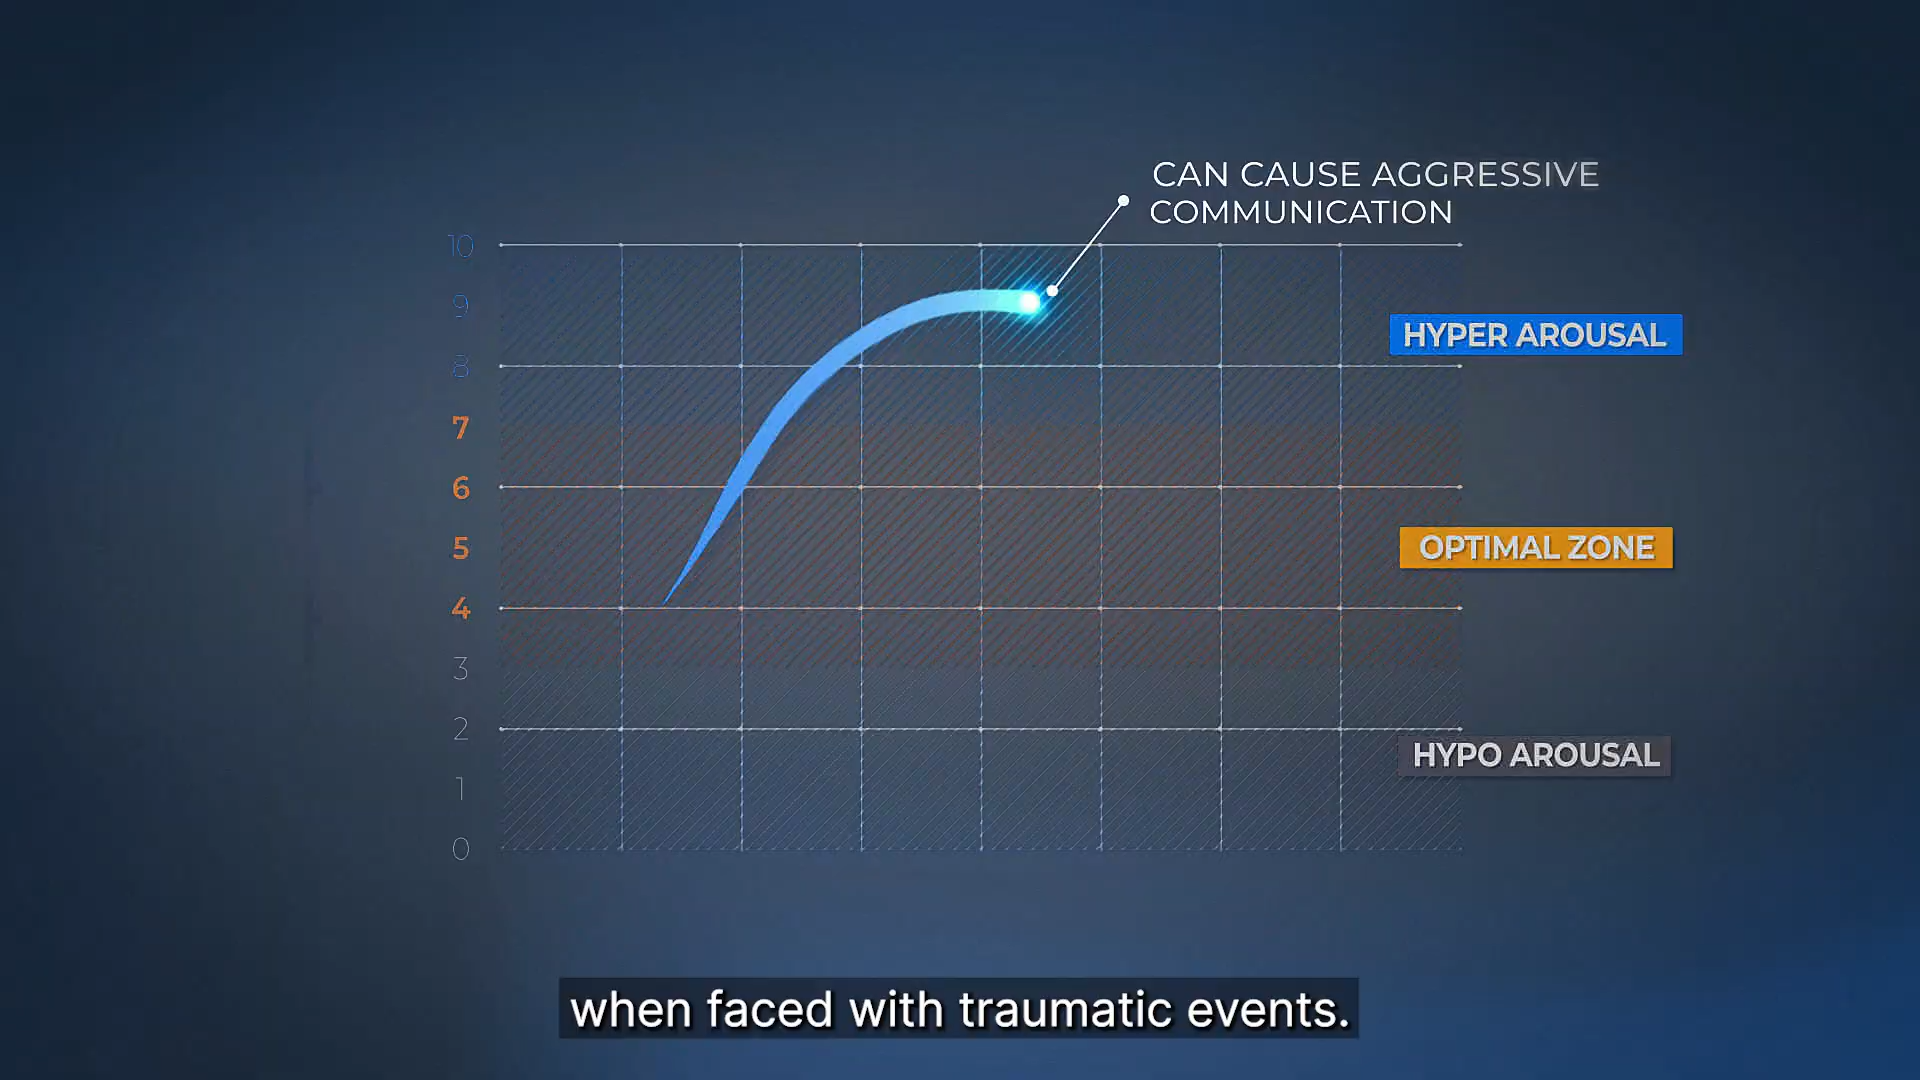 CAN CAUSE AGGRESSIVE
COMMUNICATION
10
9
HYPER AROUSAL
8
7
6
5
OPTIMAL ZONE
4
3
2
HYPO AROUSAL
1
0
when faced with traumatic events.